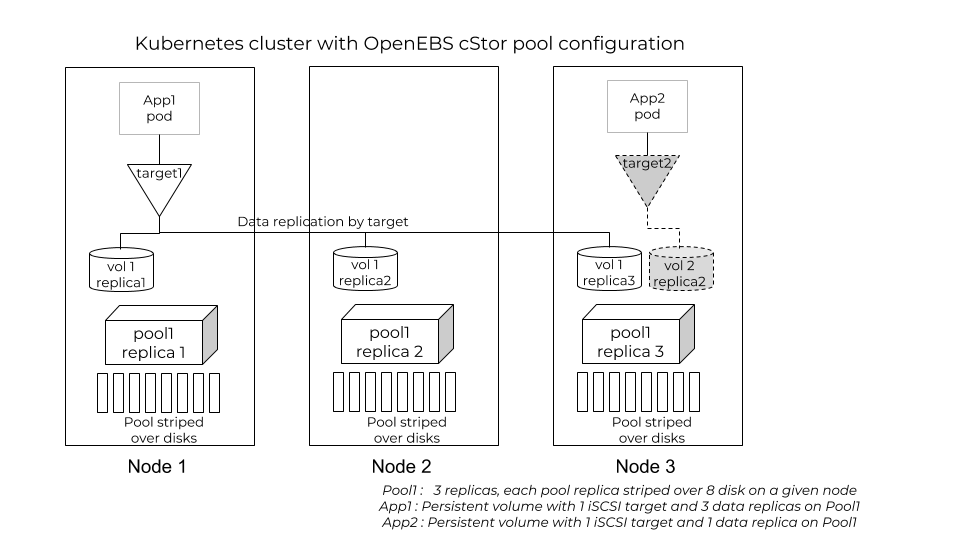 Kubernetes cluster with OpenEBS cStor pool configuration
App1
pod
target1
App2
pod
target2
Data replication by target
vol 1
replica1
vol 1
replica2
vol 1
replica3
vol 2
replica2
pool1
replica 1
pool1
replica 2
pool1
replica 3
Pool striped
over disks
Pool striped
over disks
Pool striped
over disks
Node 1
Node 2
Node 3
Pool1 : 3 replicas, each pool replica striped over 8 disk on a given node
App1 : Persistent volume with 1 iSCSI target and 3 data replicas on Pool1
App2 : Persistent volume with 1 iSCSI target and 1 data replica on Pool1